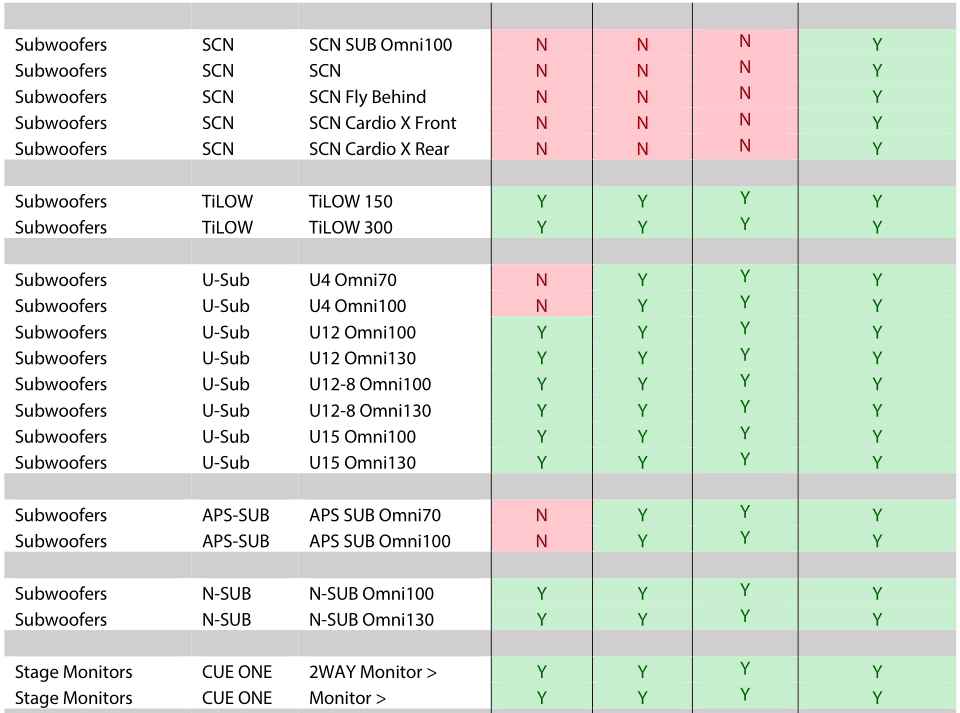 Subwoofers SCN SCN SUB Omni100 N N N Y
Subwoofers SCN SCN N N N Y
Subwoofers SCN SCN Fly Behind N N N Y
Subwoofers SCN SCN Cardio X Front N N N Y
Subwoofers SCN SCN Cardio X Rear N N N Y
Subwoofers TiLOW TiLOW 150 Y Y Y Y
Subwoofers TiLOW TiLOW 300 Y Y Y Y
Subwoofers U-Sub U4 Omni70 N Y Y Y
Subwoofers U-Sub U4 Omni100 N Y Y Y
Subwoofers U-Sub U12 Omni100 Y Y Y Y
Subwoofers U-Sub U12 Omni130 Y Y Y Y
Subwoofers U-Sub U12-8 Omni100 Y Y Y Y
Subwoofers U-Sub U12-8 Omni130 Y Y Y Y
Subwoofers U-Sub U15 Omni100 Y Y Y Y
Subwoofers U-Sub U15 Omni130 Y Y Y Y
Subwoofers APS-SUB APS SUB Omni70 N Y Y Y
Subwoofers APS-SUB APS SUB Omni100 N Y Y Y
Subwoofers N-SUB N-SUB Omni100 Y Y Y Y
Subwoofers N-SUB N-SUB Omni130 Y Y Y Y
Stage Monitors CUE ONE 2WAY Monitor > Y Y Y Y
Stage Monitors CUE ONE Monitor > Y Y Y Y